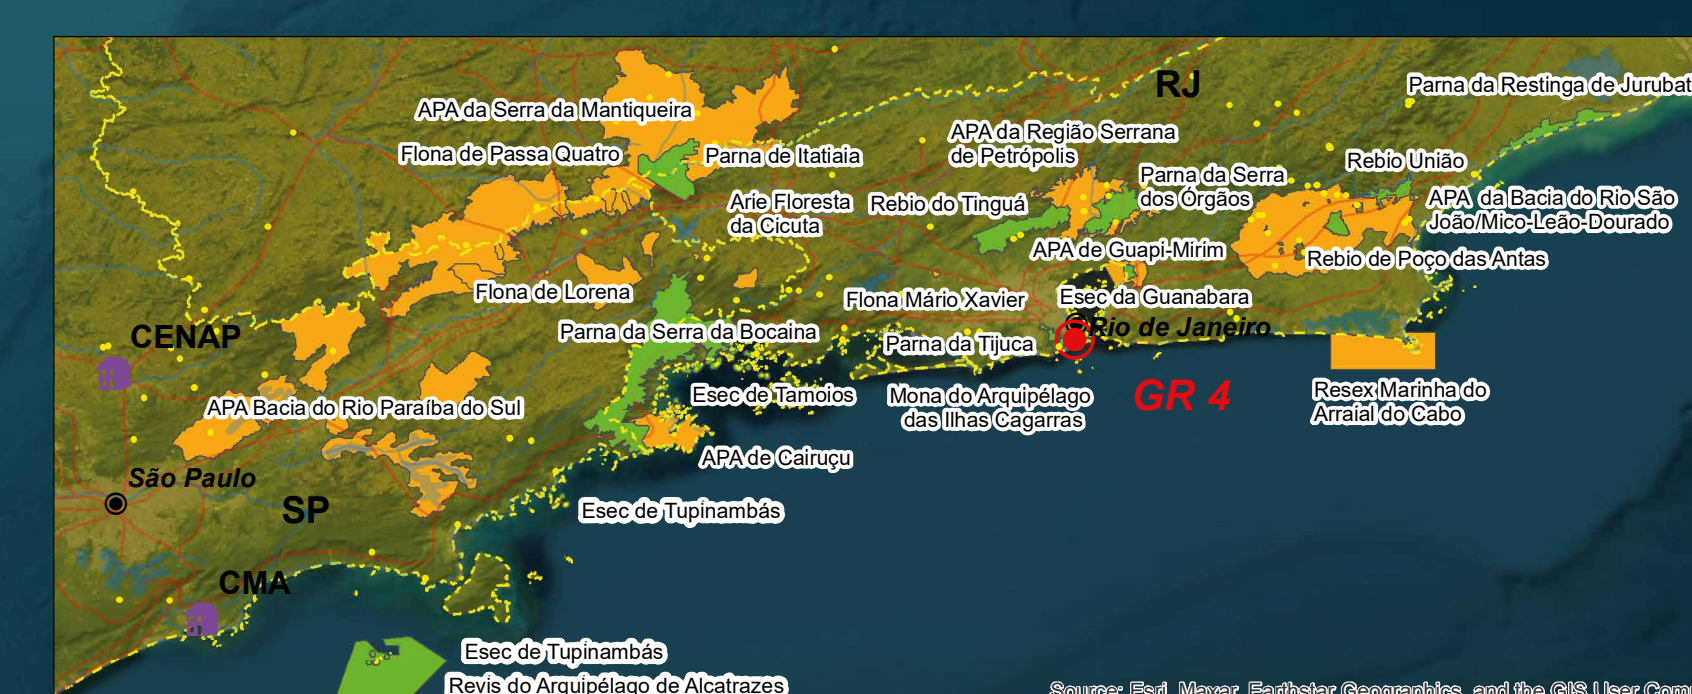 RJ
Parna da Restinga de Jurubat
APA da Serra da Mantiqueira
APA da Região Serrana
de Petrópolis
Flona de Passa Quatro
Parna de Itatiaia
Rebio União
Parna da Serra
dos Órgãos
Arie Floresta
da Cicuta
Rebio do Tinguá
APA  da Bacia do Rio São
João/Mico-Leão-Dourado
APA de Guapi-Mirím
Rebio de Poço das Antas
Flona de Lorena
Flona Mário Xavier
Esec da Guanabara
CENAP
Parna da Serra da Bocaina
Rio de Janeiro
Parna da Tijuca
Esec de Tamoios
Mona do Arquipélago
das Ilhas Cagarras
GR 4
Resex Marinha do
Arraial do Cabo
APA Bacia do Rio Paraíba do Sul
APA de Cairuçu
São Paulo
SP
Esec de Tupinambás
CMA
Esec de Tupinambás
Revis do Arquipélago de Alcatrazes
Source: Esri, Maxar, Earthstar Geographics, and the GIS User Com